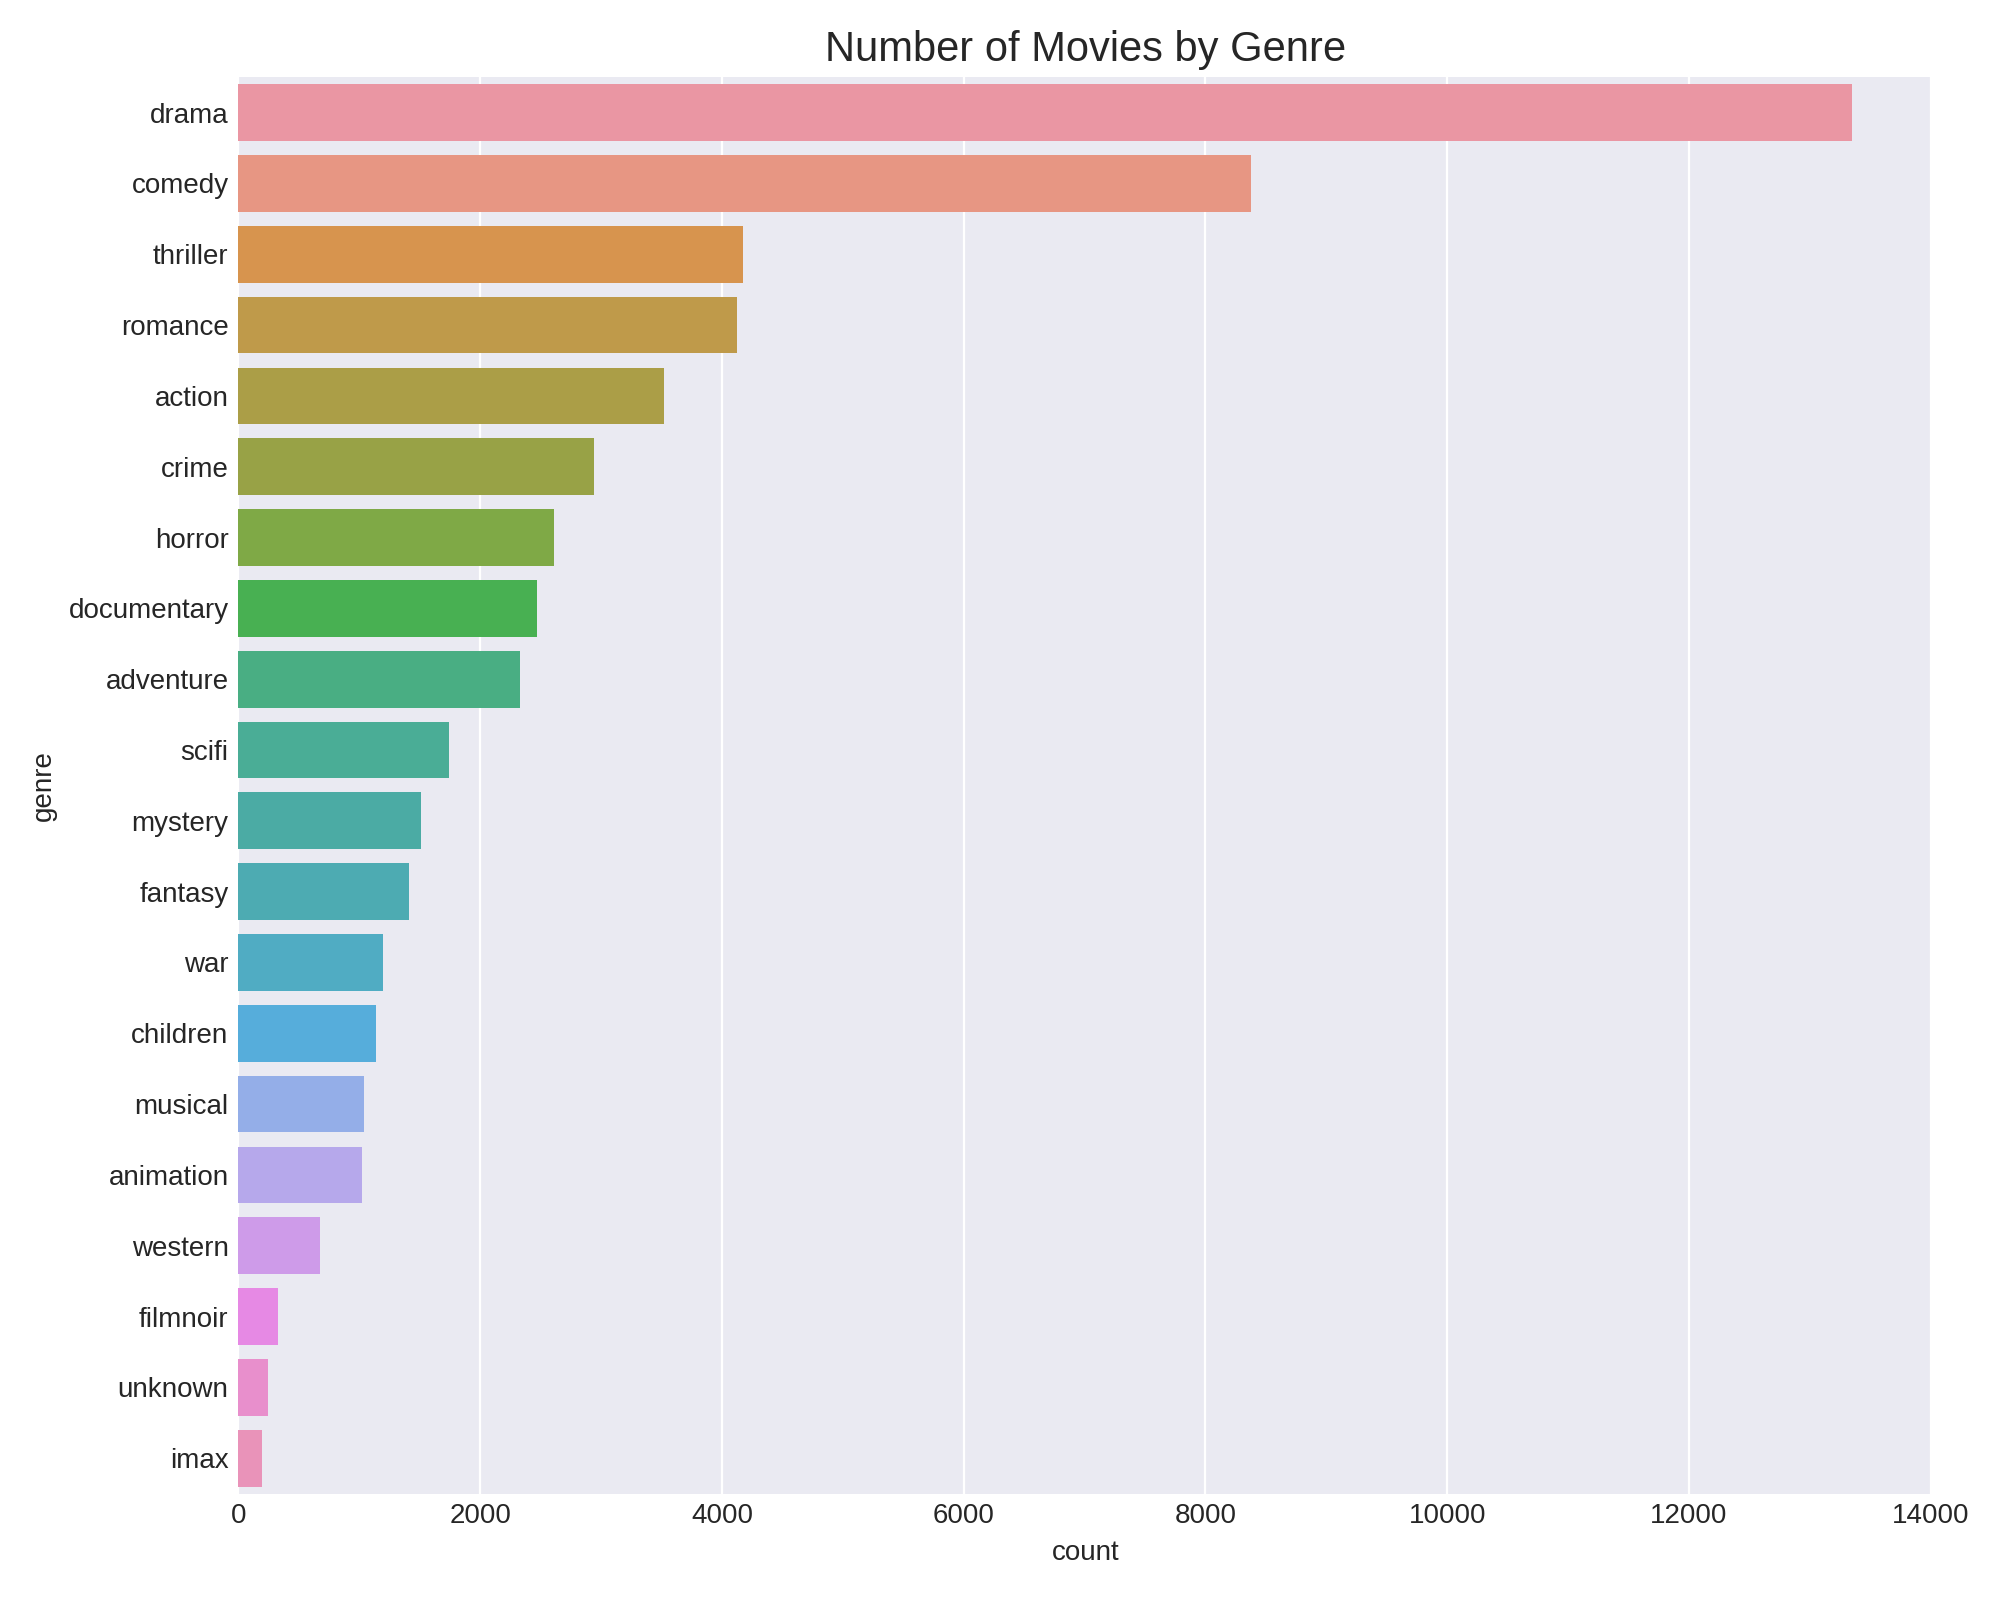 Number of Movies by Genre
drama
comedy
thriller
romance
action
crime
horror
documentary
adventure
scifi
mystery
fantasy
war
children
musical
animation
western
filmnoir
unknown
imax
genre
0 2000 4000 6000 8000 10000 12000 14000
count